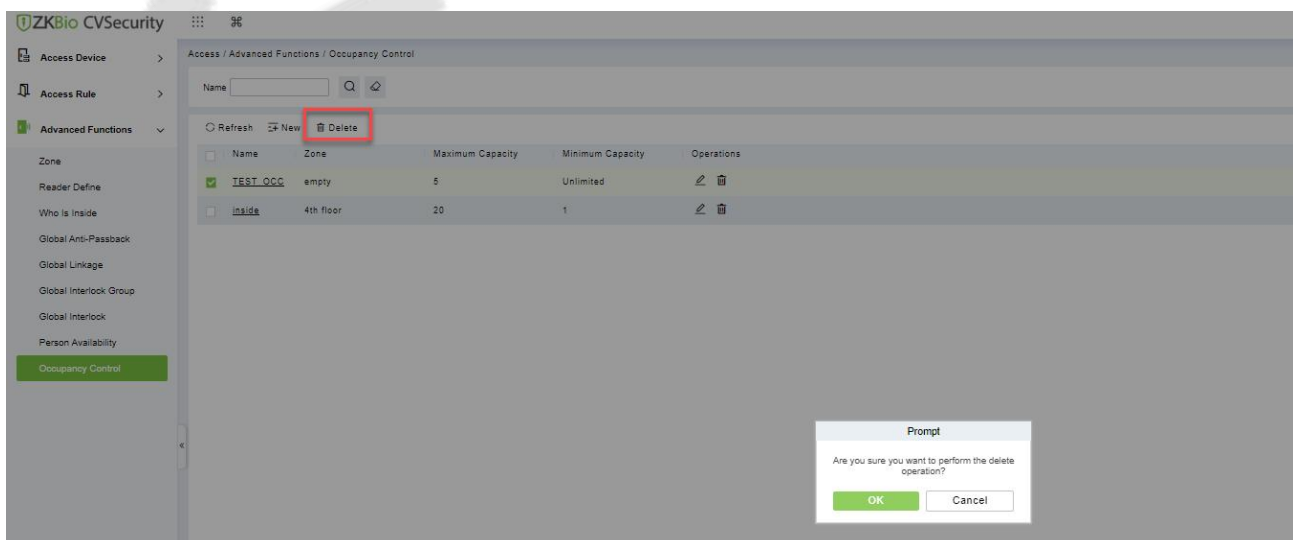 ZKBio CVSecurity
Access Device
Access / Advanced Functions / Occupancy Control
Access Rule
Name
Advanced Functions
Refresh New Delete
Name Zone Maximum Capacity Minimum Capacity Operations
Zone
TEST_OCC empty 5 Unlimited
Reader Define
inside 4th floor 20 1
Who Is Inside
Global Anti-Passback
Global Linkage
Global Interlock Group
Global Interlock
Person Availability
Occupancy Control
Prompt
Are you sure you want to perform the delete
operation?
OK Cancel